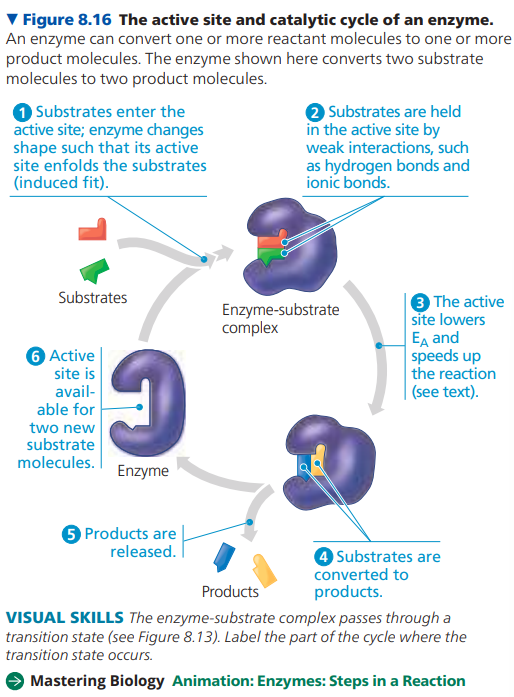 ▼ Figure 8.16 The active site and catalytic cycle of an enzyme.
An enzyme can convert one or more reactant molecules to one or more
product molecules. The enzyme shown here converts two substrate
molecules to two product molecules.
1 Substrates enter the
active site; enzyme changes
shape such that its active
site enfolds the substrates
(induced fit).
2 Substrates are held
in the active site by
weak interactions, such
as hydrogen bonds and
ionic bonds.
Substrates
Enzyme-substrate
complex
3 The active
site lowers
EA and
speeds up
the reaction
(see text).
6 Active
site is
avail-
able for
two new
substrate
molecules.
Enzyme
5 Products are
released.
Products
4 Substrates are
converted to
products.
VISUAL SKILLS The enzyme-substrate complex passes through a
transition state (see Figure 8.13). Label the part of the cycle where the
transition state occurs.
Mastering Biology Animation: Enzymes: Steps in a Reaction